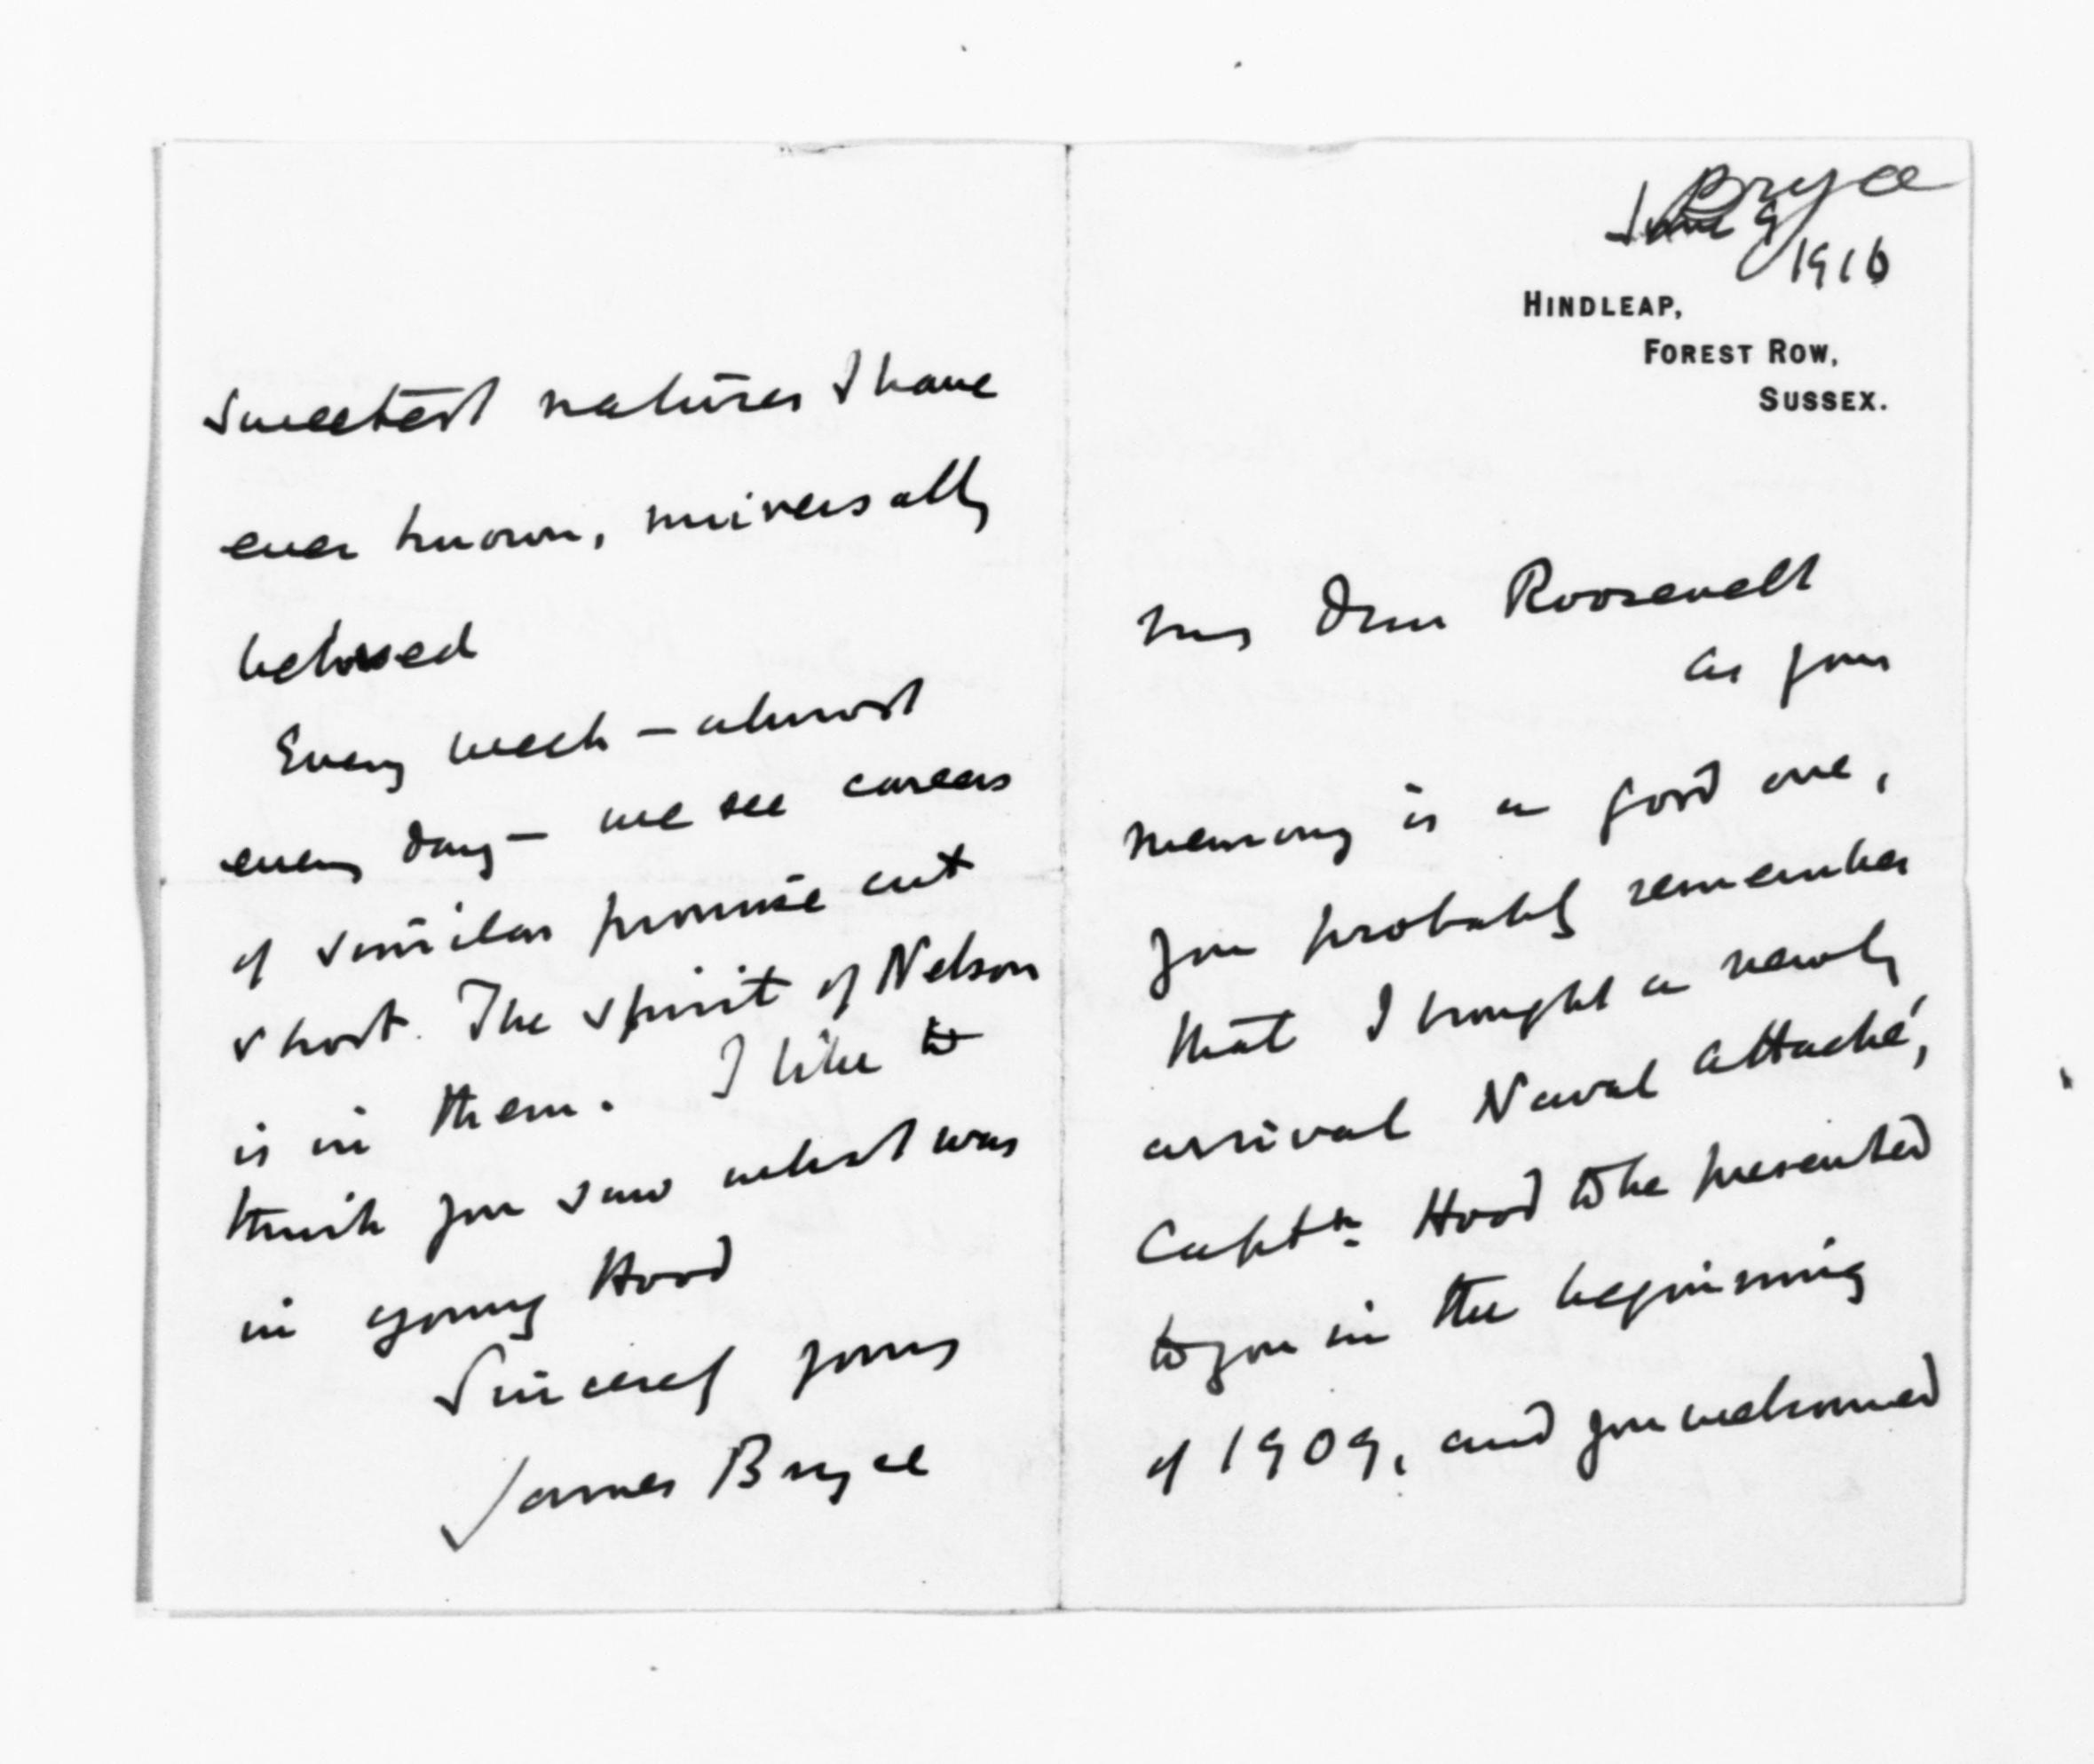 Bryce
June 9
1916
HINDLEAP,
FOREST ROW,
SUSSEX.
My dear Roosevelt
As your
memory is a good one,
you probably remember
that I brought a newly
arrival Naval attaché,
Captn. Hood to be presented
to you in the beginning
of 1909, and you welcomed
sweetest natures I have
ever known, universally
beloved
Every week – almost
every day – we see careers
of similar promise cut
short. The spirit of Nelson
is in them. I like to
think you saw what was
in young Hood
Sincerely yours
James Bryce